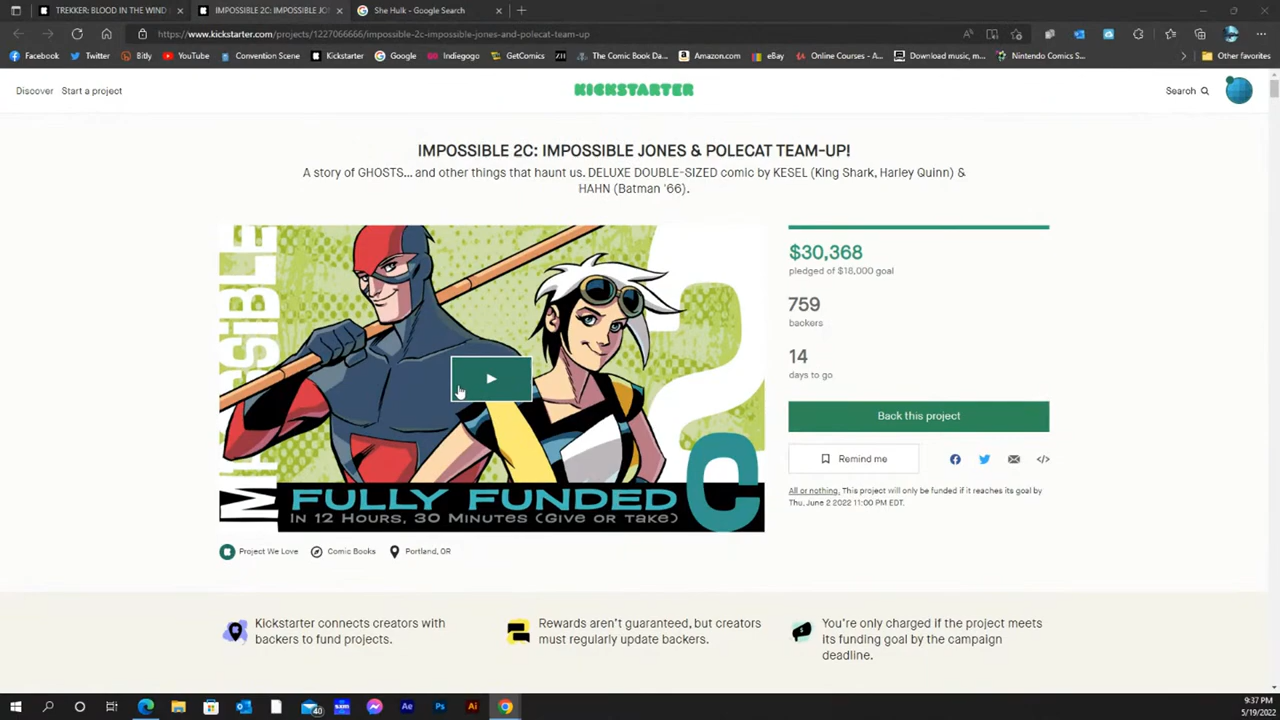 TREKKER: BLOOD IN THE WIND
IMPOSSIBLE 2C: IMPOSSIBLE JO
She Hulk - Google Search
https://www.kickstarter.com/projects/1227066666/impossible-2c-impossible-jones-and-polecat-team-up
Facebook
Twitter
Bitly
YouTube
Convention Scene
Kickstarter
Google
Indiegogo
GetComics
The Comic Book Da...
Amazon.com
eBay
Online Courses - A...
Download music, m...
Nintendo Comics S...
Other favorites
Discover
Start a project
KICKSTARTER
Search
IMPOSSIBLE 2C: IMPOSSIBLE JONES & POLECAT TEAM-UP!
A story of GHOSTS... and other things that haunt us. DELUXE DOUBLE-SIZED comic by KESEL (King Shark, Harley Quinn) &
HAHN (Batman '66).
IMPOSSIBLE
2
C
FULLY FUNDED
IN 12 HOURS, 30 MINUTES (GIVE OR TAKE)
$30,368
pledged of $18,000 goal
759
backers
14
days to go
Back this project
Remind me
All or nothing. This project will only be funded if it reaches its goal by
Thu, June 2 2022 11:00 PM EDT.
Project We Love
Comic Books
Portland, OR
Kickstarter connects creators with
backers to fund projects.
Rewards aren't guaranteed, but creators
must regularly update backers.
You're only charged if the project meets
its funding goal by the campaign
deadline.
40
Ae
Ps
Ai
9:37 PM
5/19/2022